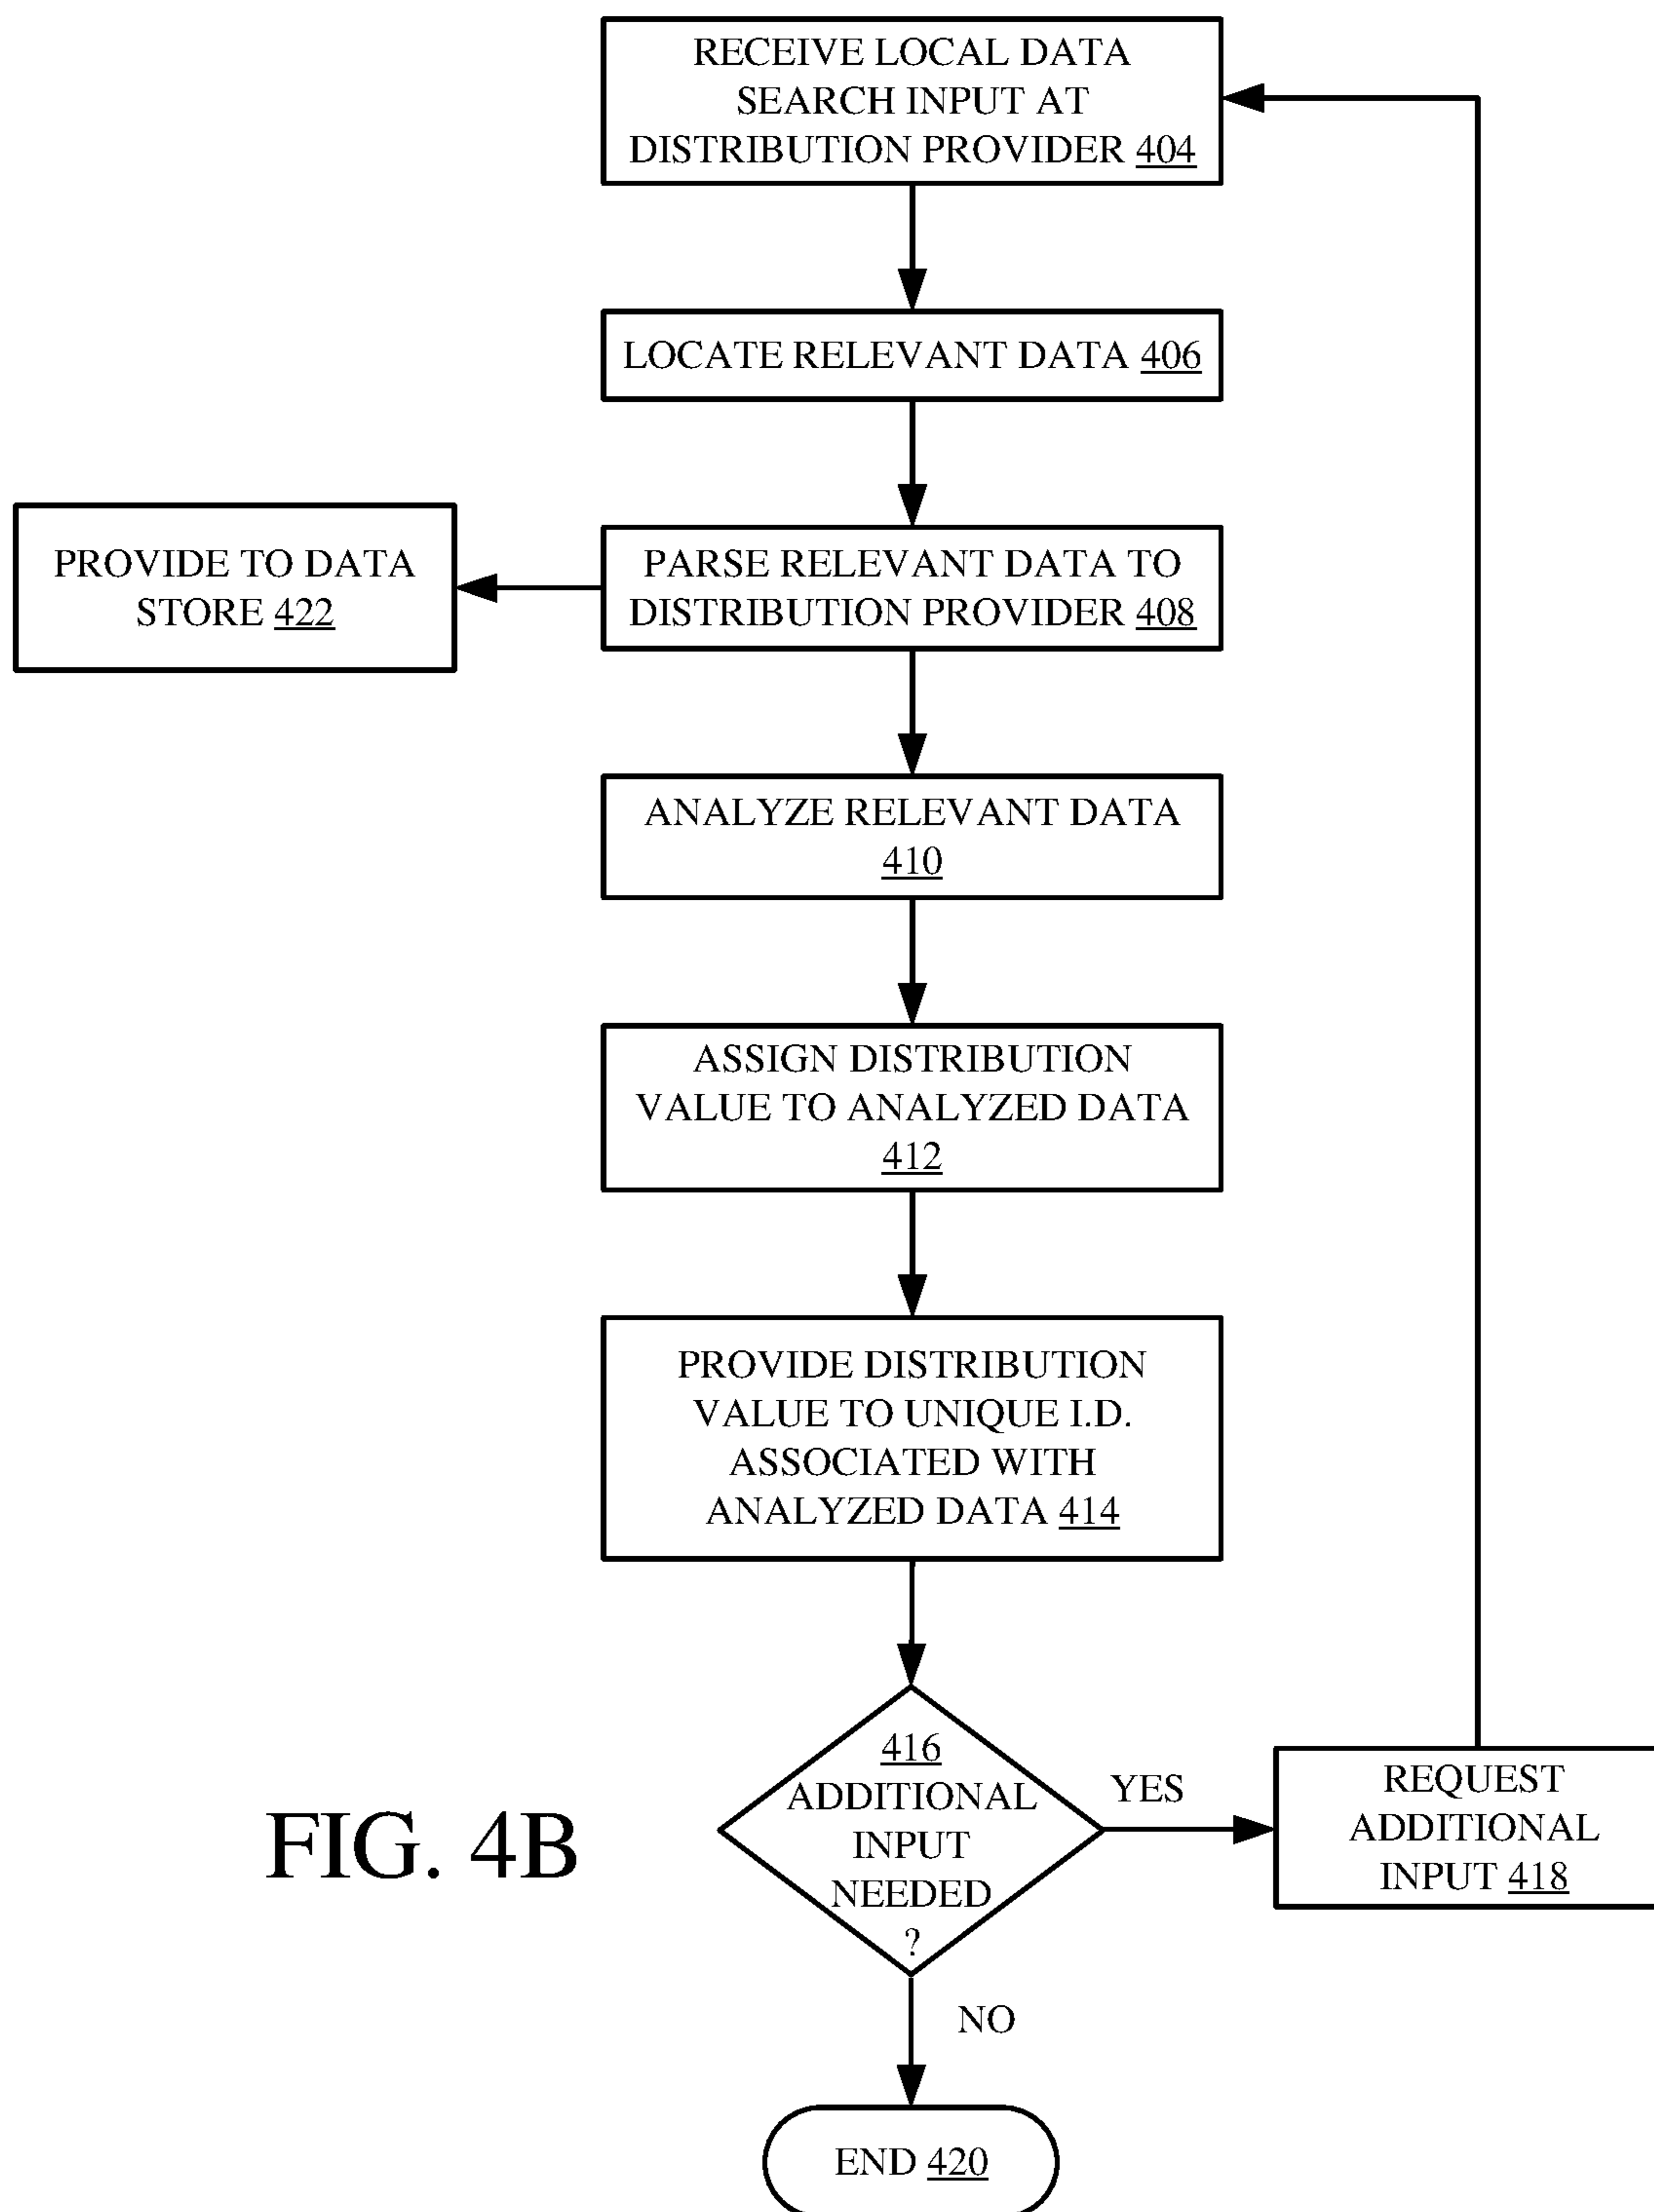 RECEIVE LOCAL DATA
SEARCH INPUT AT
DISTRIBUTION PROVIDER 404
LOCATE RELEVANT DATA 406
PROVIDE TO DATA
STORE 422
PARSE RELEVANT DATA TO
DISTRIBUTION PROVIDER 408
ANALYZE RELEVANT DATA
410
ASSIGN DISTRIBUTION
VALUE TO ANALYZED DATA
412
PROVIDE DISTRIBUTION
VALUE TO UNIQUE I.D.
ASSOCIATED WITH
ANALYZED DATA 414
416
ADDITIONAL
INPUT
NEEDED
?
YES
REQUEST
ADDITIONAL
INPUT 418
FIG. 4B
NO
END 420